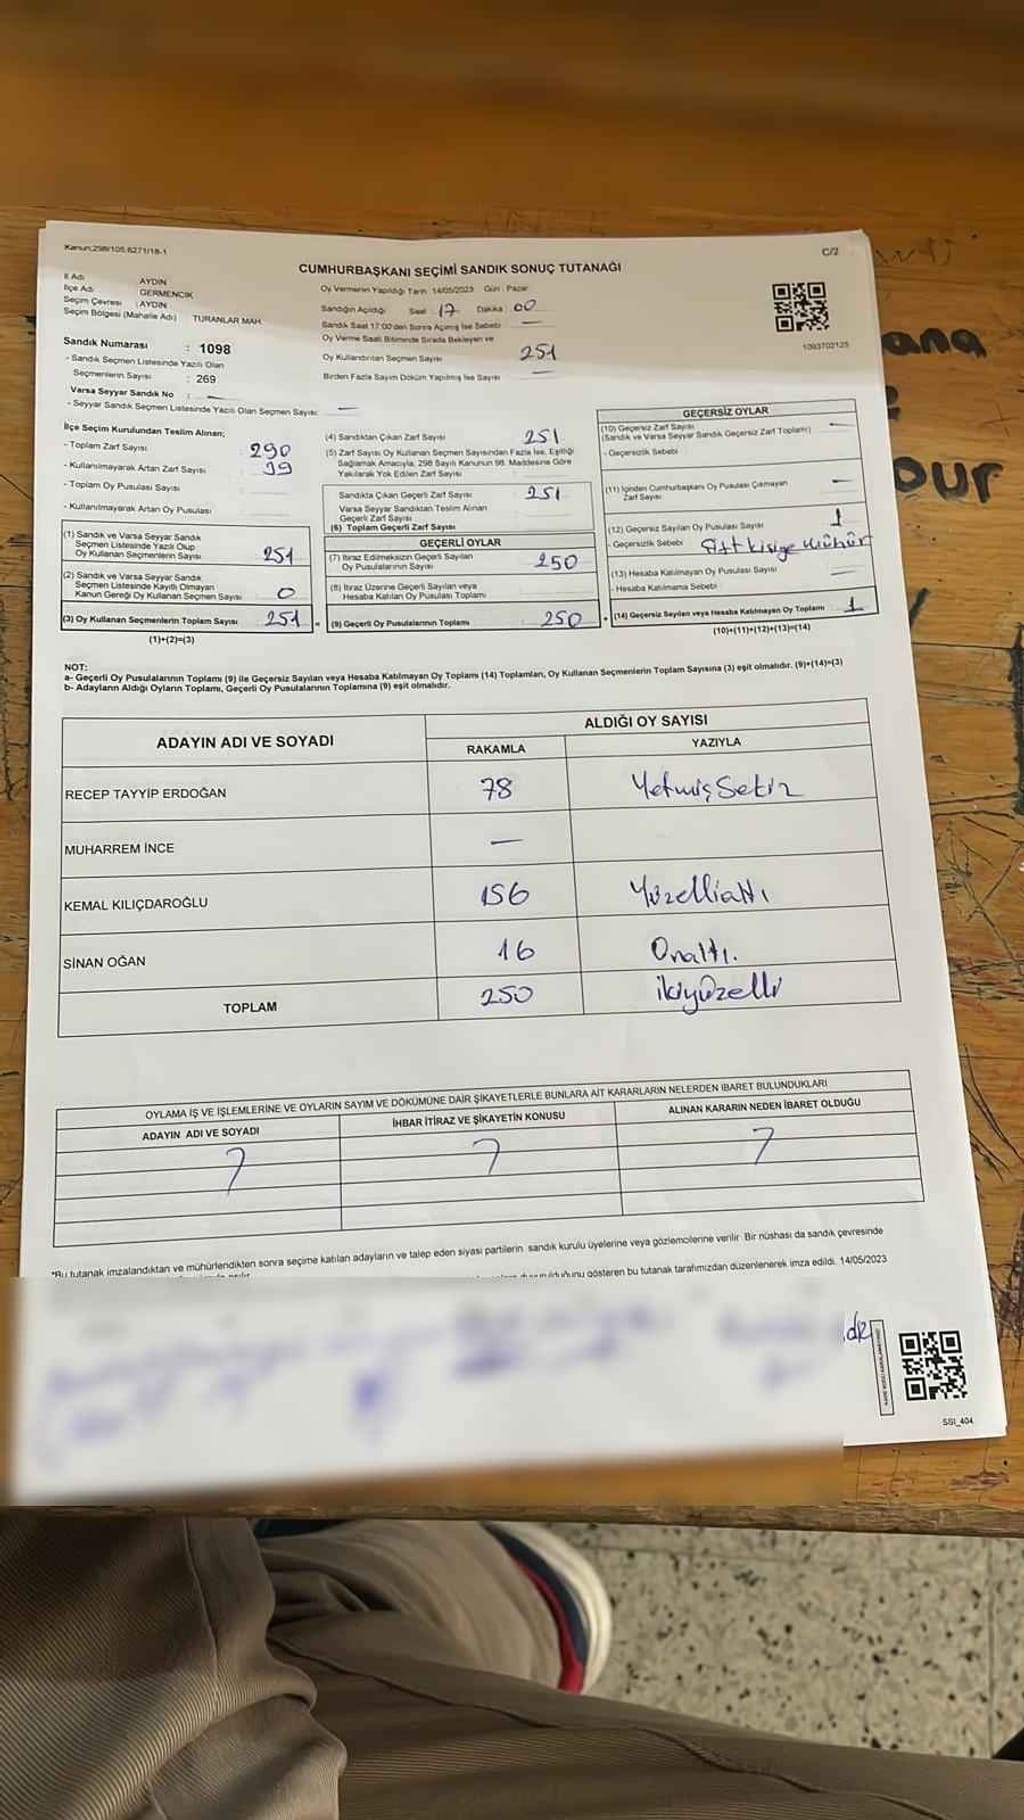 Kanun:298/105,6271/18-1
C/2
CUMHURBAŞKANI SEÇİMİ SANDIK SONUÇ TUTANAĞI
İl Adı AYDIN
İlçe Adı GERMENCİK
Seçim Çevresi : AYDIN
Seçim Bölgesi (Mahalle Adı) TURANLAR MAH.
Sandık Numarası : 1098
- Sandık Seçmen Listesinde Yazılı Olan
Seçmenlerin Sayısı : 269
Varsa Seyyar Sandık No : —
- Seyyar Sandık Seçmen Listesinde Yazılı Olan Seçmen Sayısı: —
Oy Vermenin Yapıldığı Tarih: 14/05/2023 Gün : Pazar
Sandığın Açıldığı Saat 17 Dakika 00
Sandık Saat 17:00'den Sonra Açılmış İse Sebebi —
Oy Verme Saati Bitiminde Sırada Bekleyen ve
Oy Kullandırılan Seçmen Sayısı 251
Birden Fazla Sayım Döküm Yapılmış İse Sayısı —
1093702125
İlçe Seçim Kurulundan Teslim Alınan;
- Toplam Zarf Sayısı 290
- Kullanılmayarak Artan Zarf Sayısı 39
- Toplam Oy Pusulası Sayısı
- Kullanılmayarak Artan Oy Pusulası
(1) Sandık ve Varsa Seyyar Sandık
Seçmen Listesinde Yazılı Olup
Oy Kullanan Seçmenlerin Sayısı 251
(2) Sandık ve Varsa Seyyar Sandık
Seçmen Listesinde Kayıtlı Olmayan
Kanun Gereği Oy Kullanan Seçmen Sayısı 0
(3) Oy Kullanan Seçmenlerin Toplam Sayısı 251
(1)+(2)=(3)
(4) Sandıktan Çıkan Zarf Sayısı 251
(5) Zarf Sayısı Oy Kullanan Seçmen Sayısından Fazla İse, Eşitliği
Sağlamak Amacıyla, 298 Sayılı Kanunun 98. Maddesine Göre
Yakılarak Yok Edilen Zarf Sayısı
Sandıkta Çıkan Geçerli Zarf Sayısı 251
Varsa Seyyar Sandıktan Teslim Alınan
Geçerli Zarf Sayısı
(6) Toplam Geçerli Zarf Sayısı
GEÇERLİ OYLAR
(7) İtiraz Edilmeksizin Geçerli Sayılan
Oy Pusulalarının Sayısı 250
(8) İtiraz Üzerine Geçerli Sayılan veya
Hesaba Katılan Oy Pusulası Toplamı
(9) Geçerli Oy Pusulalarının Toplamı 250
GEÇERSİZ OYLAR
(10) Geçersiz Zarf Sayısı —
(Sandık ve Varsa Seyyar Sandık Geçersiz Zarf Toplamı)
- Geçersizlik Sebebi
(11) İçinden Cumhurbaşkanı Oy Pusulası Çıkmayan —
Zarf Sayısı
(12) Geçersiz Sayılan Oy Pusulası Sayısı 1
- Geçersizlik Sebebi Çift kişiye mühür
(13) Hesaba Katılmayan Oy Pusulası Sayısı —
- Hesaba Katılmama Sebebi
(14) Geçersiz Sayılan veya Hesaba Katılmayan Oy Toplamı 1
(10)+(11)+(12)+(13)=(14)
NOT:
a- Geçerli Oy Pusulalarının Toplamı (9) ile Geçersiz Sayılan veya Hesaba Katılmayan Oy Toplamı (14) Toplamları, Oy Kullanan Seçmenlerin Toplam Sayısına (3) eşit olmalıdır. (9)+(14)=(3)
b- Adayların Aldığı Oyların Toplamı, Geçerli Oy Pusulalarının Toplamına (9) eşit olmalıdır.
ADAYIN ADI VE SOYADI
ALDIĞI OY SAYISI
RAKAMLA YAZIYLA
RECEP TAYYİP ERDOĞAN 78 YetmişSekiz
MUHARREM İNCE —
KEMAL KILIÇDAROĞLU 156 Yüzelliattı
SİNAN OĞAN 16 Onaltı.
TOPLAM 250 ikiyüzelli
OYLAMA İŞ VE İŞLEMLERİNE VE OYLARIN SAYIM VE DÖKÜMÜNE DAİR ŞİKAYETLERLE BUNLARA AİT KARARLARIN NELERDEN İBARET BULUNDUKLARI
ADAYIN ADI VE SOYADI İHBAR İTİRAZ VE ŞİKAYETİN KONUSU ALINAN KARARIN NEDEN İBARET OLDUĞU
*Bu tutanak imzalandıktan ve mühürlendikten sonra seçime katılan adayların ve talep eden siyasi partilerin sandık kurulu üyelerine veya gözlemcilerine verilir. Bir nüshası da sandık çevresinde
gösteren bu tutanak tarafımızdan düzenlenerek imza edildi. 14/05/2023
SSI_404
ana
our